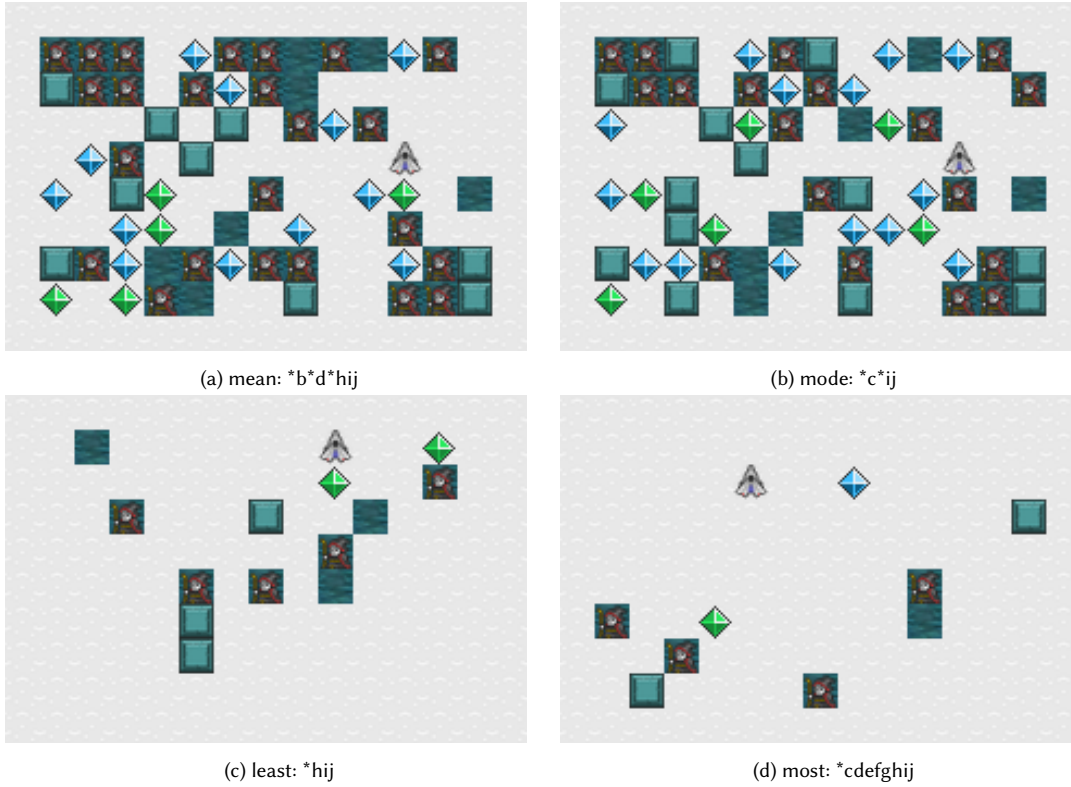 (a) mean: *b*d*hij
(b) mode: *c*ij
(c) least: *hij
(d) most: *cdefghij